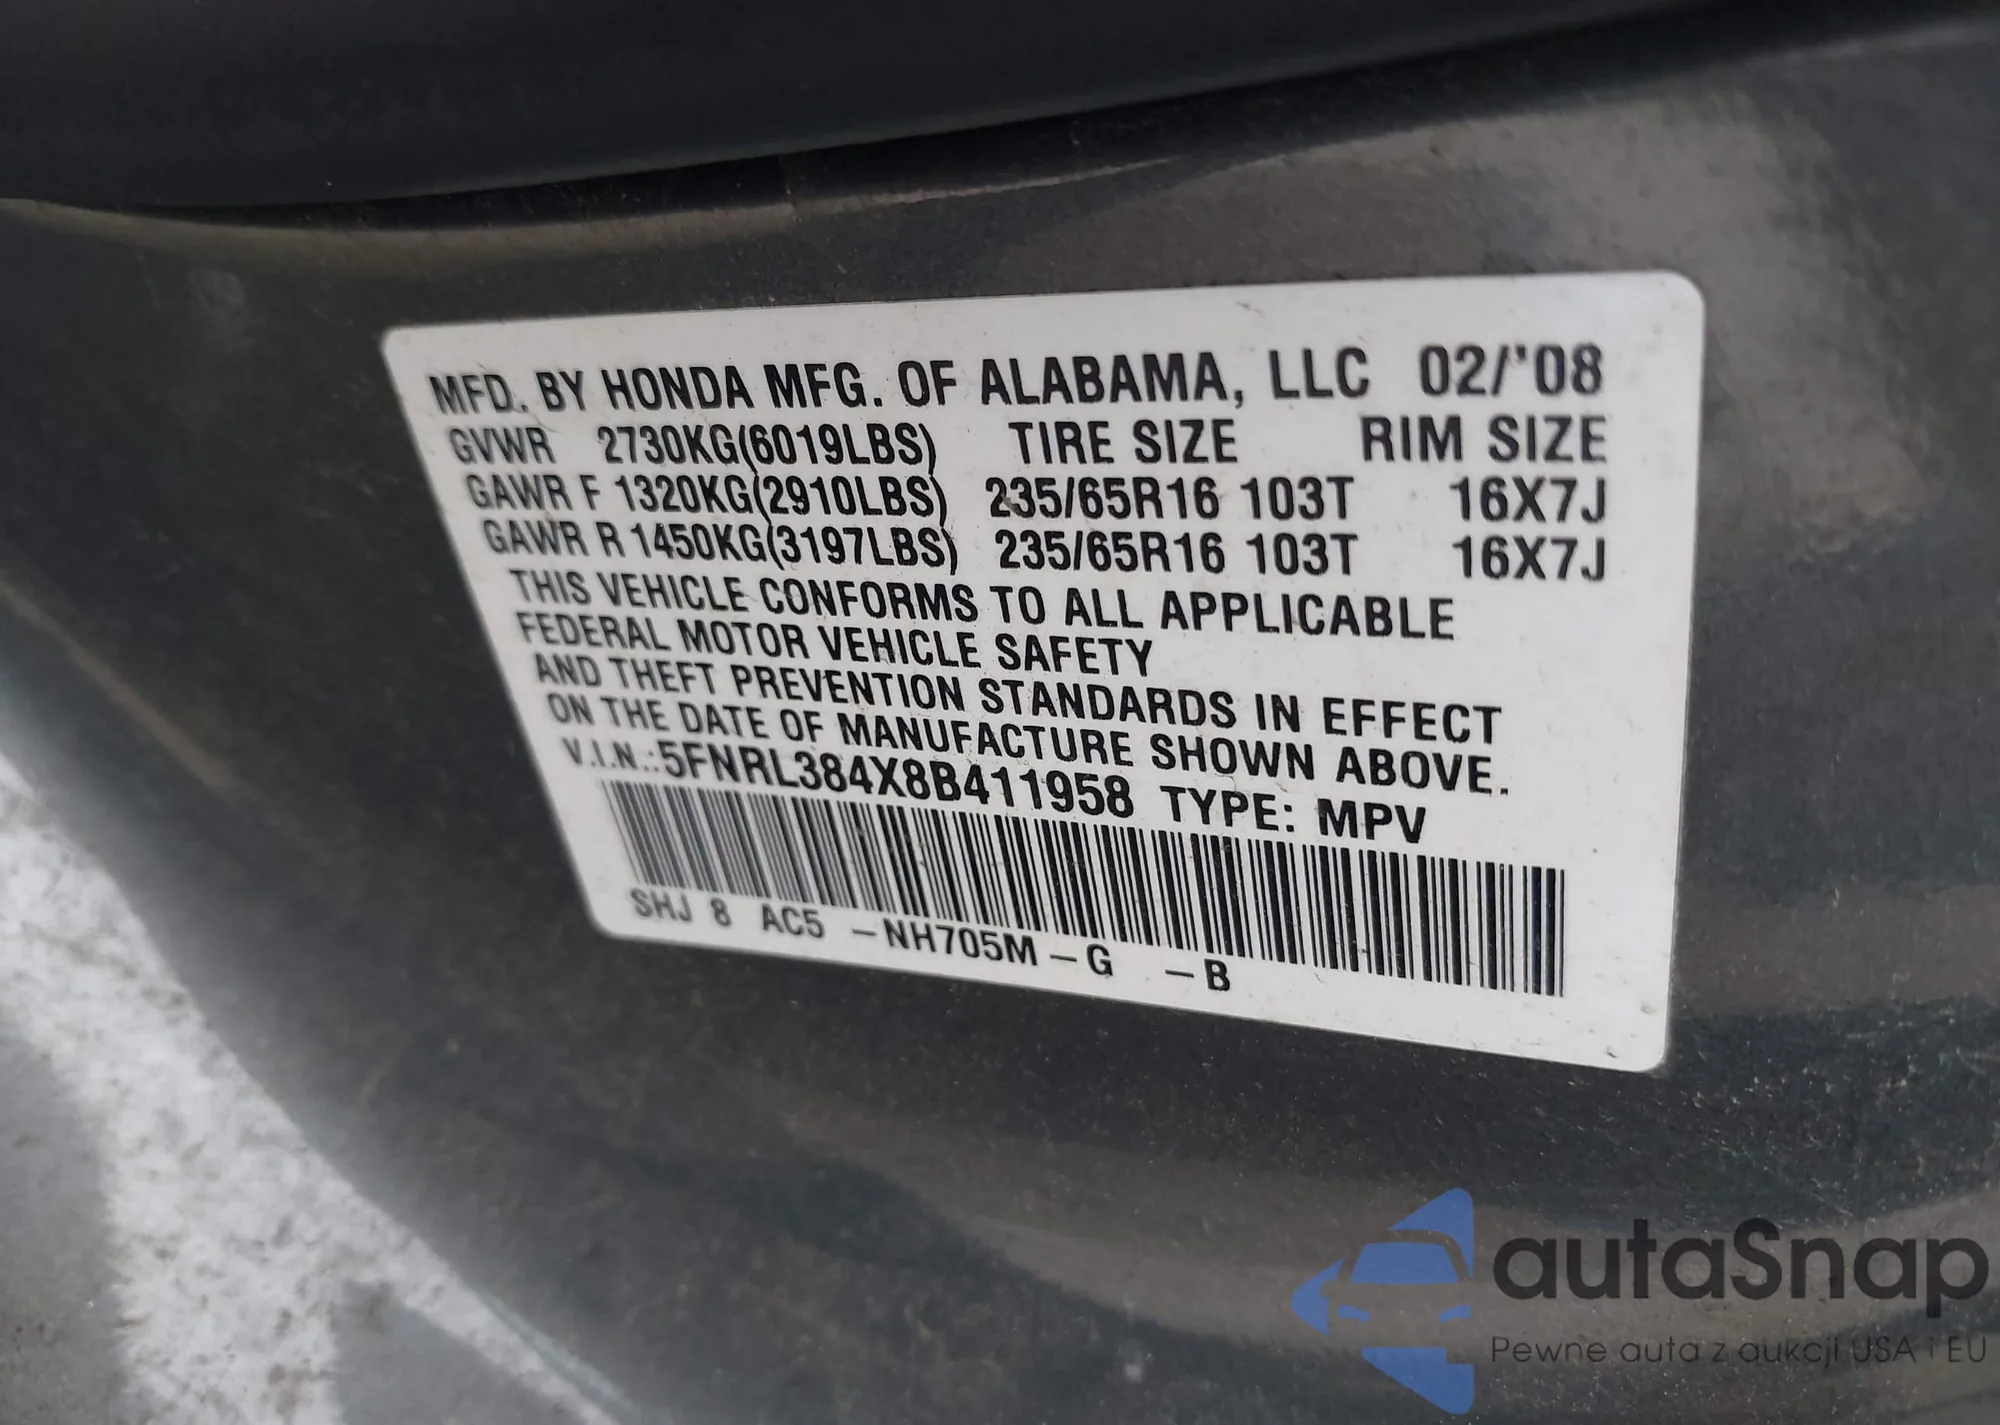 MFD. BY HONDA MFG. OF ALABAMA, LLC 02/'08
GVWR 2730KG(6019LBS) TIRE SIZE RIM SIZE
GAWR F 1320KG(2910LBS) 235/65R16 103T 16X7J
GAWR R 1450KG(3197LBS) 235/65R16 103T 16X7J
THIS VEHICLE CONFORMS TO ALL APPLICABLE
FEDERAL MOTOR VEHICLE SAFETY
AND THEFT PREVENTION STANDARDS IN EFFECT
ON THE DATE OF MANUFACTURE SHOWN ABOVE.
V.I.N.:5FNRL384X8B411958 TYPE: MPV
SHJ 8 AC5 -NH705M-G -B
autaSnap
Pewne auta z aukcji USA i EU